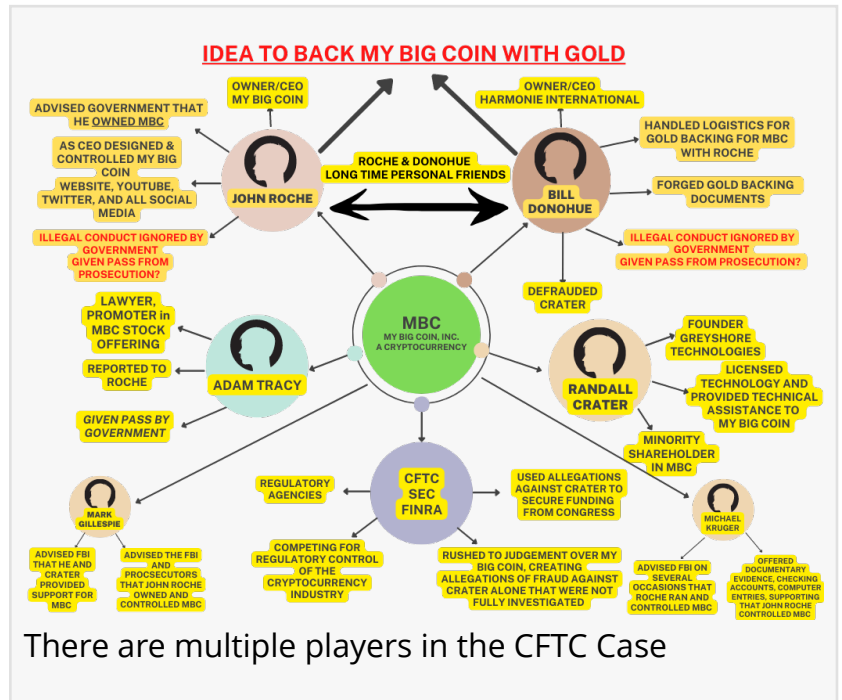 IDEA TO BACK MY BIG COIN WITH GOLD
OWNER/CEO
MY BIG COIN
OWNER/CEO
HARMONIE INTERNATIONAL
ADVISED GOVERNMENT THAT
HE OWNED MBC
AS CEO DESIGNED &
CONTROLLED MY BIG
COIN
WEBSITE, YOUTUBE,
TWITTER, AND ALL SOCIAL
MEDIA
ILLEGAL CONDUCT IGNORED BY
GOVERNMENT
GIVEN PASS FROM
PROSECUTION?
JOHN ROCHE
ROCHE & DONOHUE
LONG TIME PERSONAL FRIENDS
BILL
DONOHUE
HANDLED LOGISTICS FOR
GOLD BACKING FOR MBC
WITH ROCHE
FORGED GOLD BACKING
DOCUMENTS
ILLEGAL CONDUCT IGNORED BY
GOVERNMENT
GIVEN PASS FROM PROSECUTION?
DEFRAUDED
CRATER
LAWYER,
PROMOTER in
MBC STOCK
OFFERING
REPORTED TO
ROCHE
GIVEN PASS BY
GOVERNMENT
ADAM TRACY
MBC
MY BIG COIN, INC.
A CRYPTOCURRENCY
RANDALL
CRATER
FOUNDER
GREYSHORE
TECHNOLOGIES
LICENSED
TECHNOLOGY AND
PROVIDED TECHNICAL
ASSISTANCE TO
MY BIG COIN
MINORITY
SHAREHOLDER
IN MBC
MARK
GILLESPIE
ADVISED FBI
THAT HE AND
CRATER
PROVIDED
SUPPORT FOR
MBC
ADVISED THE FBI
AND
PROCSECUTORS
THAT JOHN ROCHE
OWNED AND
CONTROLLED MBC
REGULATORY
AGENCIES
CFTC
SEC
FINRA
USED ALLEGATIONS
AGAINST CRATER TO
SECURE FUNDING
FROM CONGRESS
COMPETING FOR
REGULATORY CONTROL
OF THE
CRYPTOCURRENCY
INDUSTRY
RUSHED TO JUDGEMENT OVER MY
BIG COIN, CREATING
ALLEGATIONS OF FRAUD AGAINST
CRATER ALONE THAT WERE NOT
FULLY INVESTIGATED
MICHAEL
KRUGER
ADVISED FBI ON
SEVERAL
OCCASIONS THAT
ROCHE RAN AND
CONTROLLED MBC
OFFERED
DOCUMENTARY
EVIDENCE, CHECKING
ACCOUNTS, COMPUTER
ENTRIES, SUPPORTING
THAT JOHN ROCHE
CONTROLLED MBC
There are multiple players in the CFTC Case